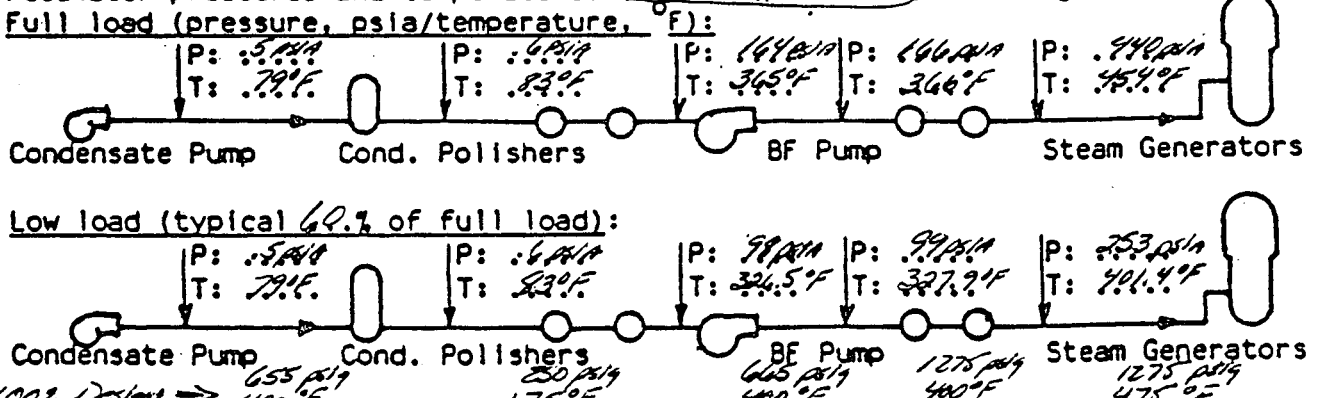 Full load (pressure, psia/temperature, °F):
P: .5 psia P: .6 psia P: 164 psia P: 166 psia P: .440 psia
T: 79°F. T: .83°F. T: 365°F T: 366°F T: 454°F
Condensate Pump Cond. Polishers BF Pump Steam Generators
Low load (typical 60.% of full load):
P: .5 psia P: .6 psia P: 98 psia P: 99 psia P: 253 psia
T: 79°F. T: 83°F. T: 326.5°F T: 327.9°F T: 401.4°F
Condensate Pump Cond. Polishers BF Pump Steam Generators
655 psig 250 psig 665 psig 1275 psig 1275 psig
175°F 400°F 400°F 475°F